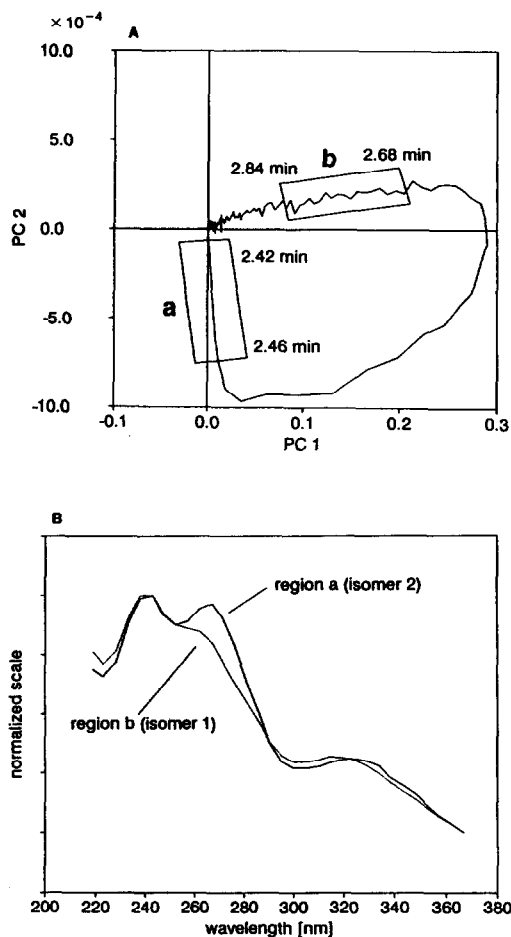 × 10⁻⁴
A
10.0
5.0
0.0
-5.0
-10.0
PC 2
2.84 min
b
2.68 min
a
2.42 min
2.46 min
-0.1
0.0
0.1
0.2
0.3
PC 1
B
normalized scale
region a (isomer 2)
region b (isomer 1)
200
220
240
260
280
300
320
340
360
380
wavelength [nm]